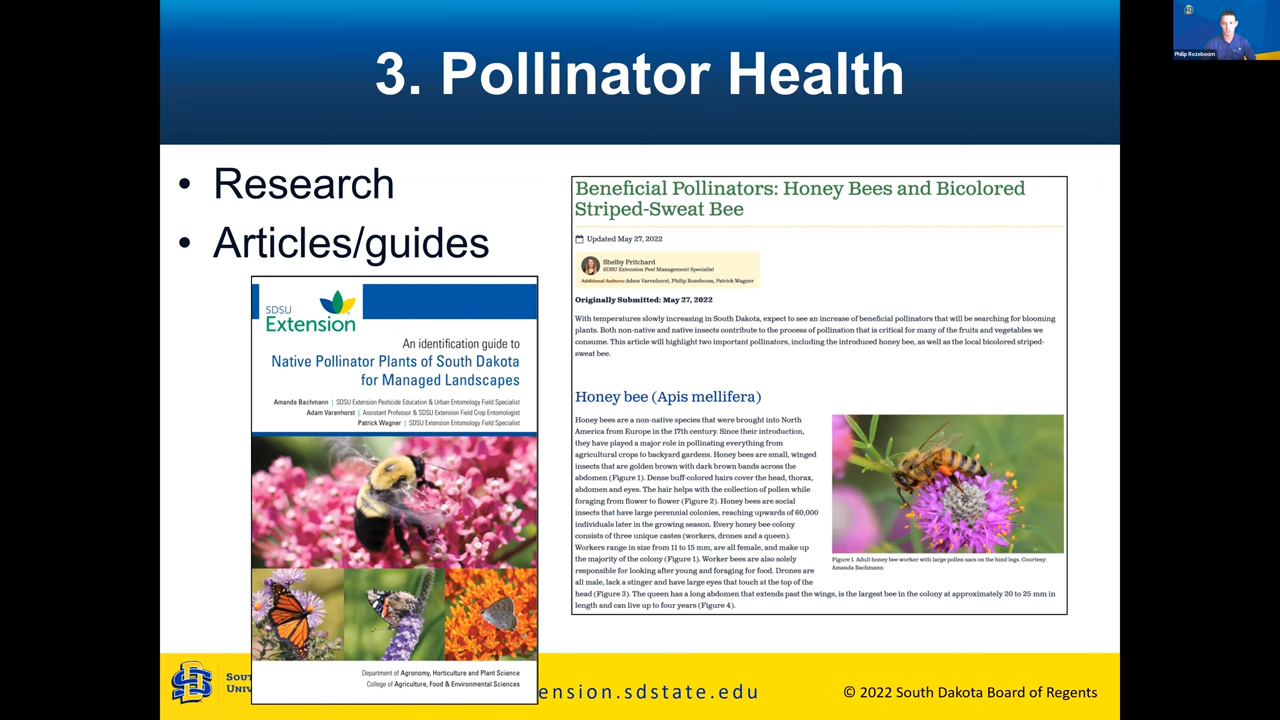 3. Pollinator Health
Philip Rozeboom
• Research
• Articles/guides
SDSU
Extension
An identification guide to
Native Pollinator Plants of South Dakota
for Managed Landscapes
Amanda Bachmann | SDSU Extension Pesticide Education & Urban Entomology Field Specialist
Adam Varenhorst | Assistant Professor & SDSU Extension Field Crop Entomologist
Patrick Wagner | SDSU Extension Entomology Field Specialist
Department of Agronomy, Horticulture and Plant Science
College of Agriculture, Food & Environmental Sciences
Beneficial Pollinators: Honey Bees and Bicolored
Striped-Sweat Bee
Updated May 27, 2022
Shelby Pritchard
SDSU Extension Pest Management Specialist
Additional Authors: Adam Varenhorst, Philip Rozeboom, Patrick Wagner
Originally Submitted: May 27, 2022
With temperatures slowly increasing in South Dakota, expect to see an increase of beneficial pollinators that will be searching for blooming
plants. Both non-native and native insects contribute to the process of pollination that is critical for many of the fruits and vegetables we
consume. This article will highlight two important pollinators, including the introduced honey bee, as well as the local bicolored striped-
sweat bee.
Honey bee (Apis mellifera)
Honey bees are a non-native species that were brought into North
America from Europe in the 17th century. Since their introduction,
they have played a major role in pollinating everything from
agricultural crops to backyard gardens. Honey bees are small, winged
insects that are golden brown with dark brown bands across the
abdomen (Figure 1). Dense buff-colored hairs cover the head, thorax,
abdomen and eyes. The hair helps with the collection of pollen while
foraging from flower to flower (Figure 2). Honey bees are social
insects that have large perennial colonies, reaching upwards of 60,000
individuals later in the growing season. Every honey bee colony
consists of three unique castes (workers, drones and a queen).
Workers range in size from 11 to 15 mm, are all female, and make up
the majority of the colony (Figure 1). Worker bees are also solely
responsible for looking after young and foraging for food. Drones are
all male, lack a stinger and have large eyes that touch at the top of the
head (Figure 3). The queen has a long abdomen that extends past the wings, is the largest bee in the colony at approximately 20 to 25 mm in
length and can live up to four years (Figure 4).
Figure 1. Adult honey bee worker with large pollen sacs on the hind legs. Courtesy:
Amanda Bachmann
SOUT
UNIV
ension.sdstate.edu
© 2022 South Dakota Board of Regents